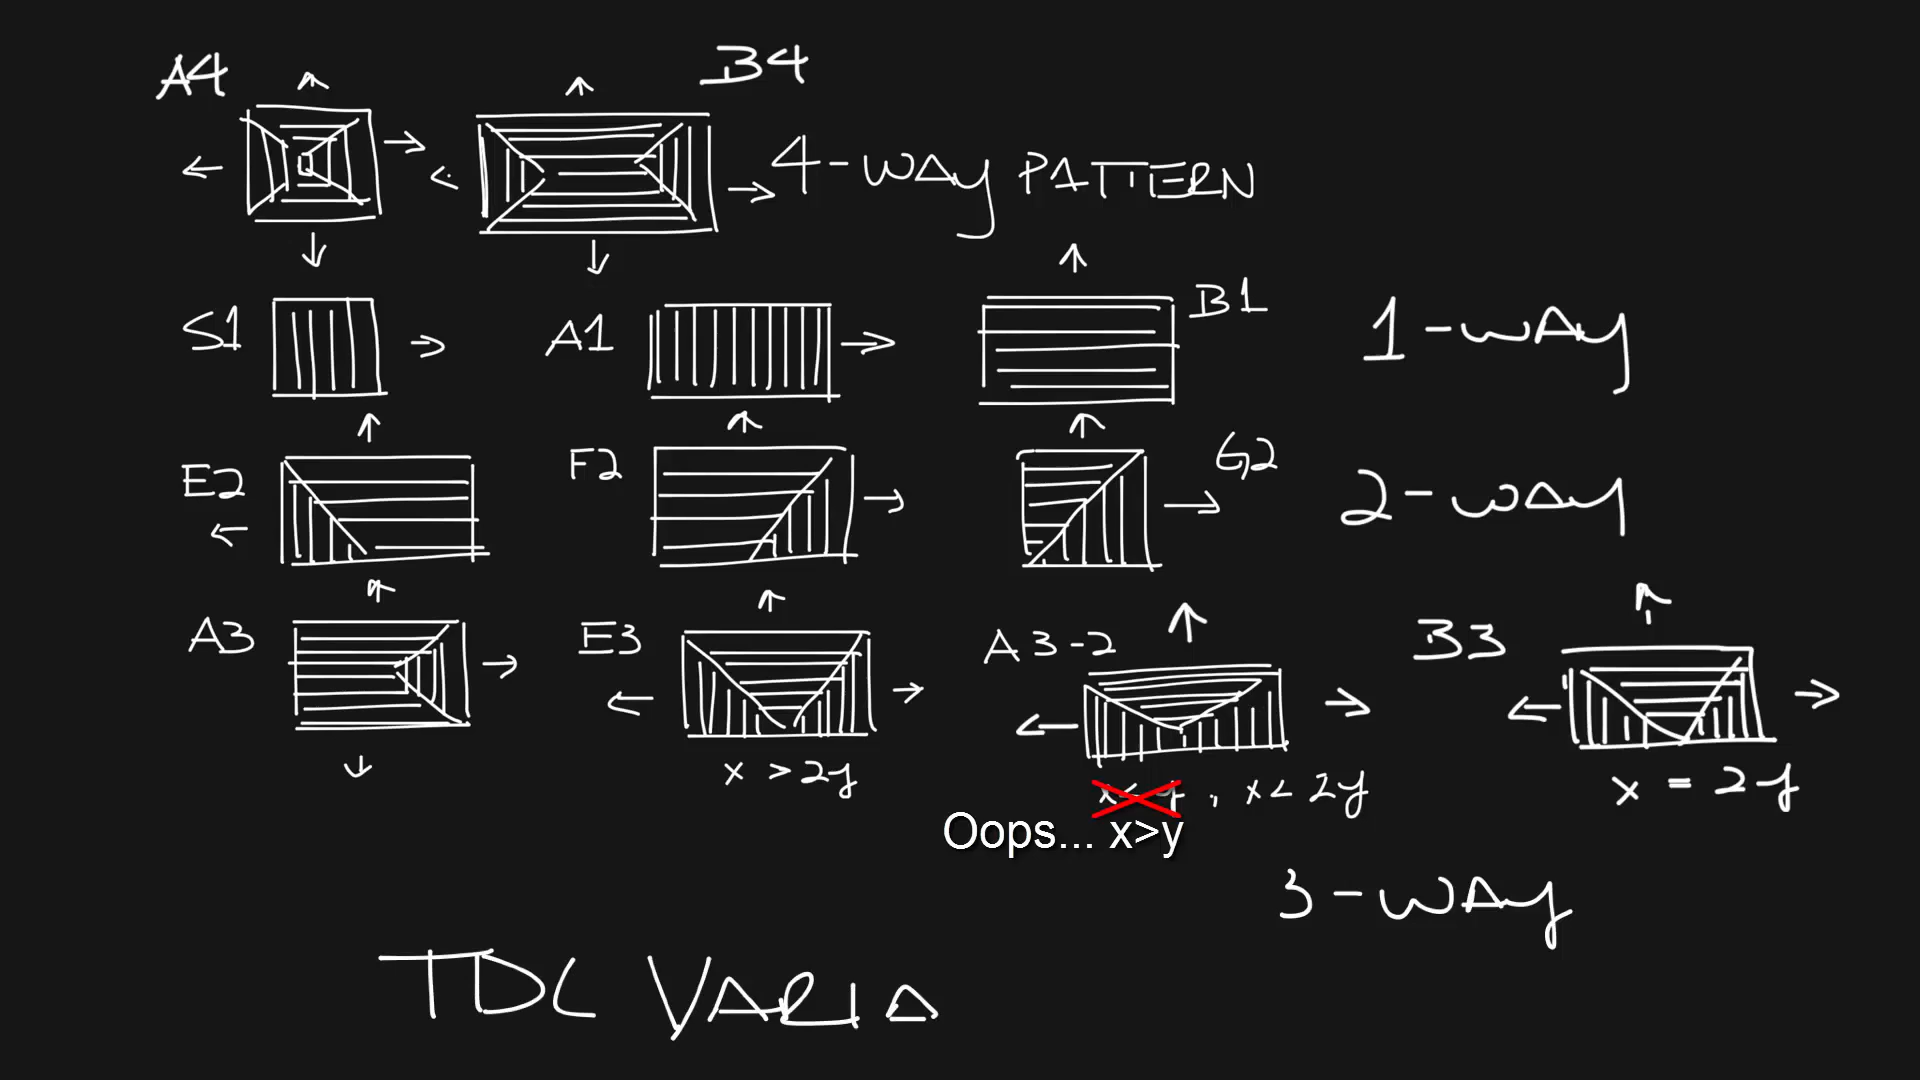 A4 B4
4-WAY PATTERN
S1 A1 B1 1-WAY
E2 F2 G2 2-WAY
A3 E3 A3-2 B3
x > 2y , x < 2y x = 2y
Oops... x>y
3-WAY
TDC VARIA